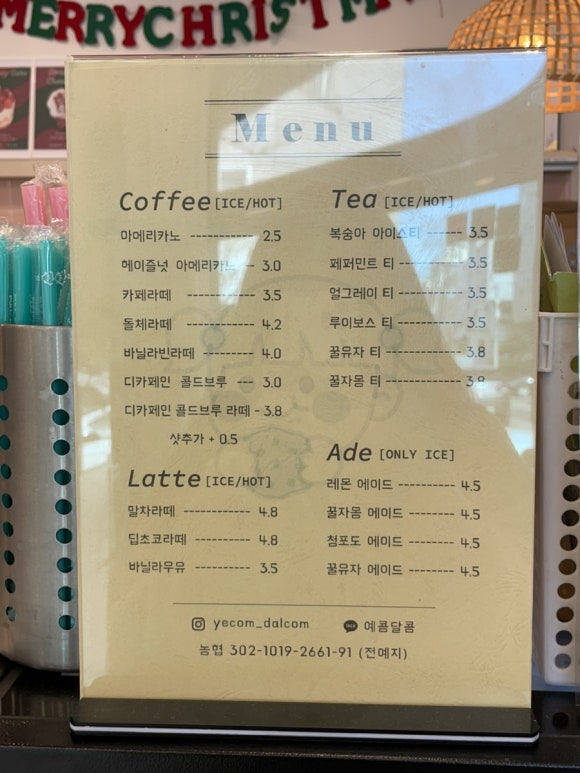 MERRYCHRISTM
Menu
Coffee [ICE/HOT]
아메리카노 ----------- 2.5
헤이즐넛 아메리카노 -- 3.0
카페라떼 ------------ 3.5
돌체라떼 ------------ 4.2
바닐라빈라떼 --------- 4.0
디카페인 콜드브루 --- 3.0
디카페인 콜드브루 라떼 - 3.8
샷추가 + 0.5
Latte [ICE/HOT]
말차라떼 ------------ 4.8
딥초코라떼 ---------- 4.8
바닐라우유 ---------- 3.5
Tea [ICE/HOT]
복숭아 아이스티 ------ 3.5
페퍼민트 티 ---------- 3.5
얼그레이 티 ---------- 3.5
루이보스 티 ---------- 3.5
꿀유자 티 ------------ 3.8
꿀자몽 티 ------------ 3.8
Ade [ONLY ICE]
레몬 에이드 ---------- 4.5
꿀자몽 에이드 -------- 4.5
청포도 에이드 -------- 4.5
꿀유자 에이드 -------- 4.5
yecom_dalcom
예콤달콤
농협 302-1019-2661-91 (전예지)